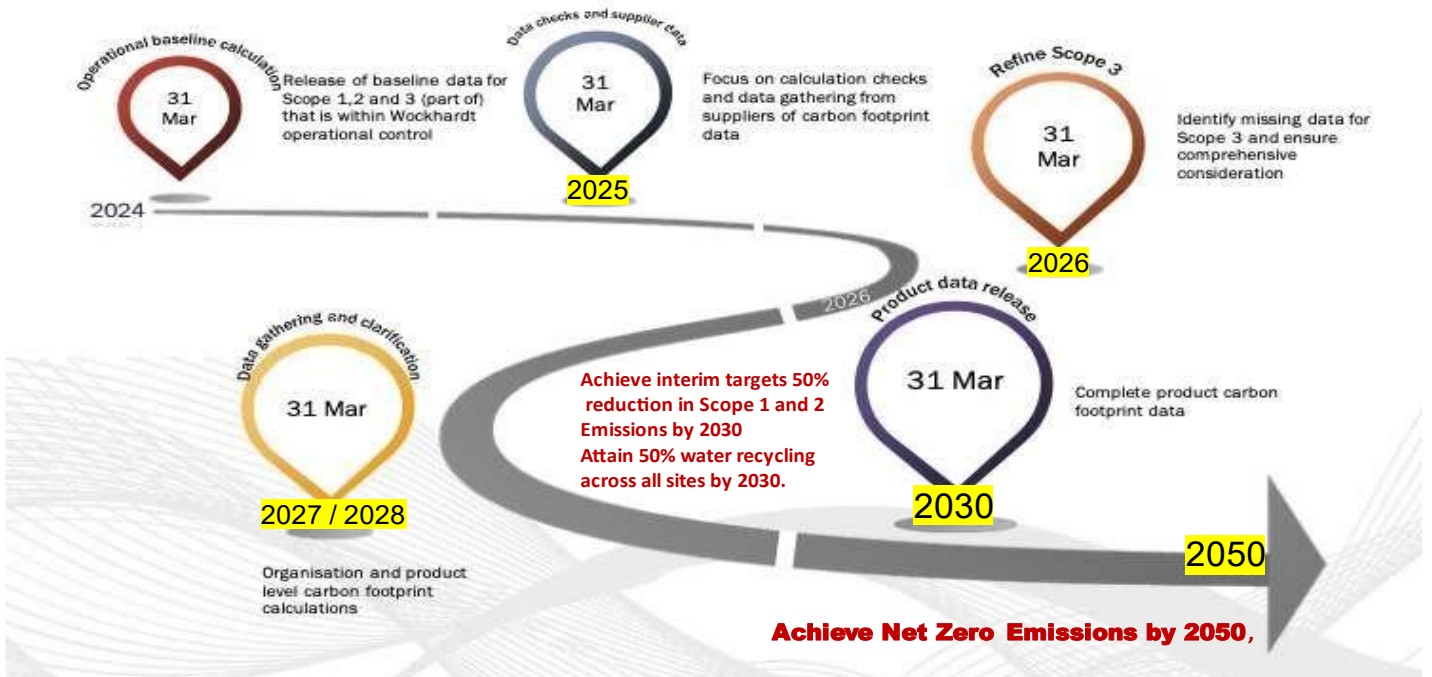 Operational baseline calculation
31
Mar
Release of baseline data for
Scope 1,2 and 3 (part of)
that is within Wockhardt
operational control
2024
Data checks and supplier data
31
Mar
2025
Focus on calculation checks
and data gathering from
suppliers of carbon footprint
data
Refine Scope 3
31
Mar
2026
Identify missing data for
Scope 3 and ensure
comprehensive
consideration
2026
Data gathering and clarification
31 Mar
2027 / 2028
Organisation and product
level carbon footprint
calculations
Achieve interim targets 50%
reduction in Scope 1 and 2
Emissions by 2030
Attain 50% water recycling
across all sites by 2030.
Product data release
31 Mar
2030
Complete product carbon
footprint data
2050
Achieve Net Zero Emissions by 2050,